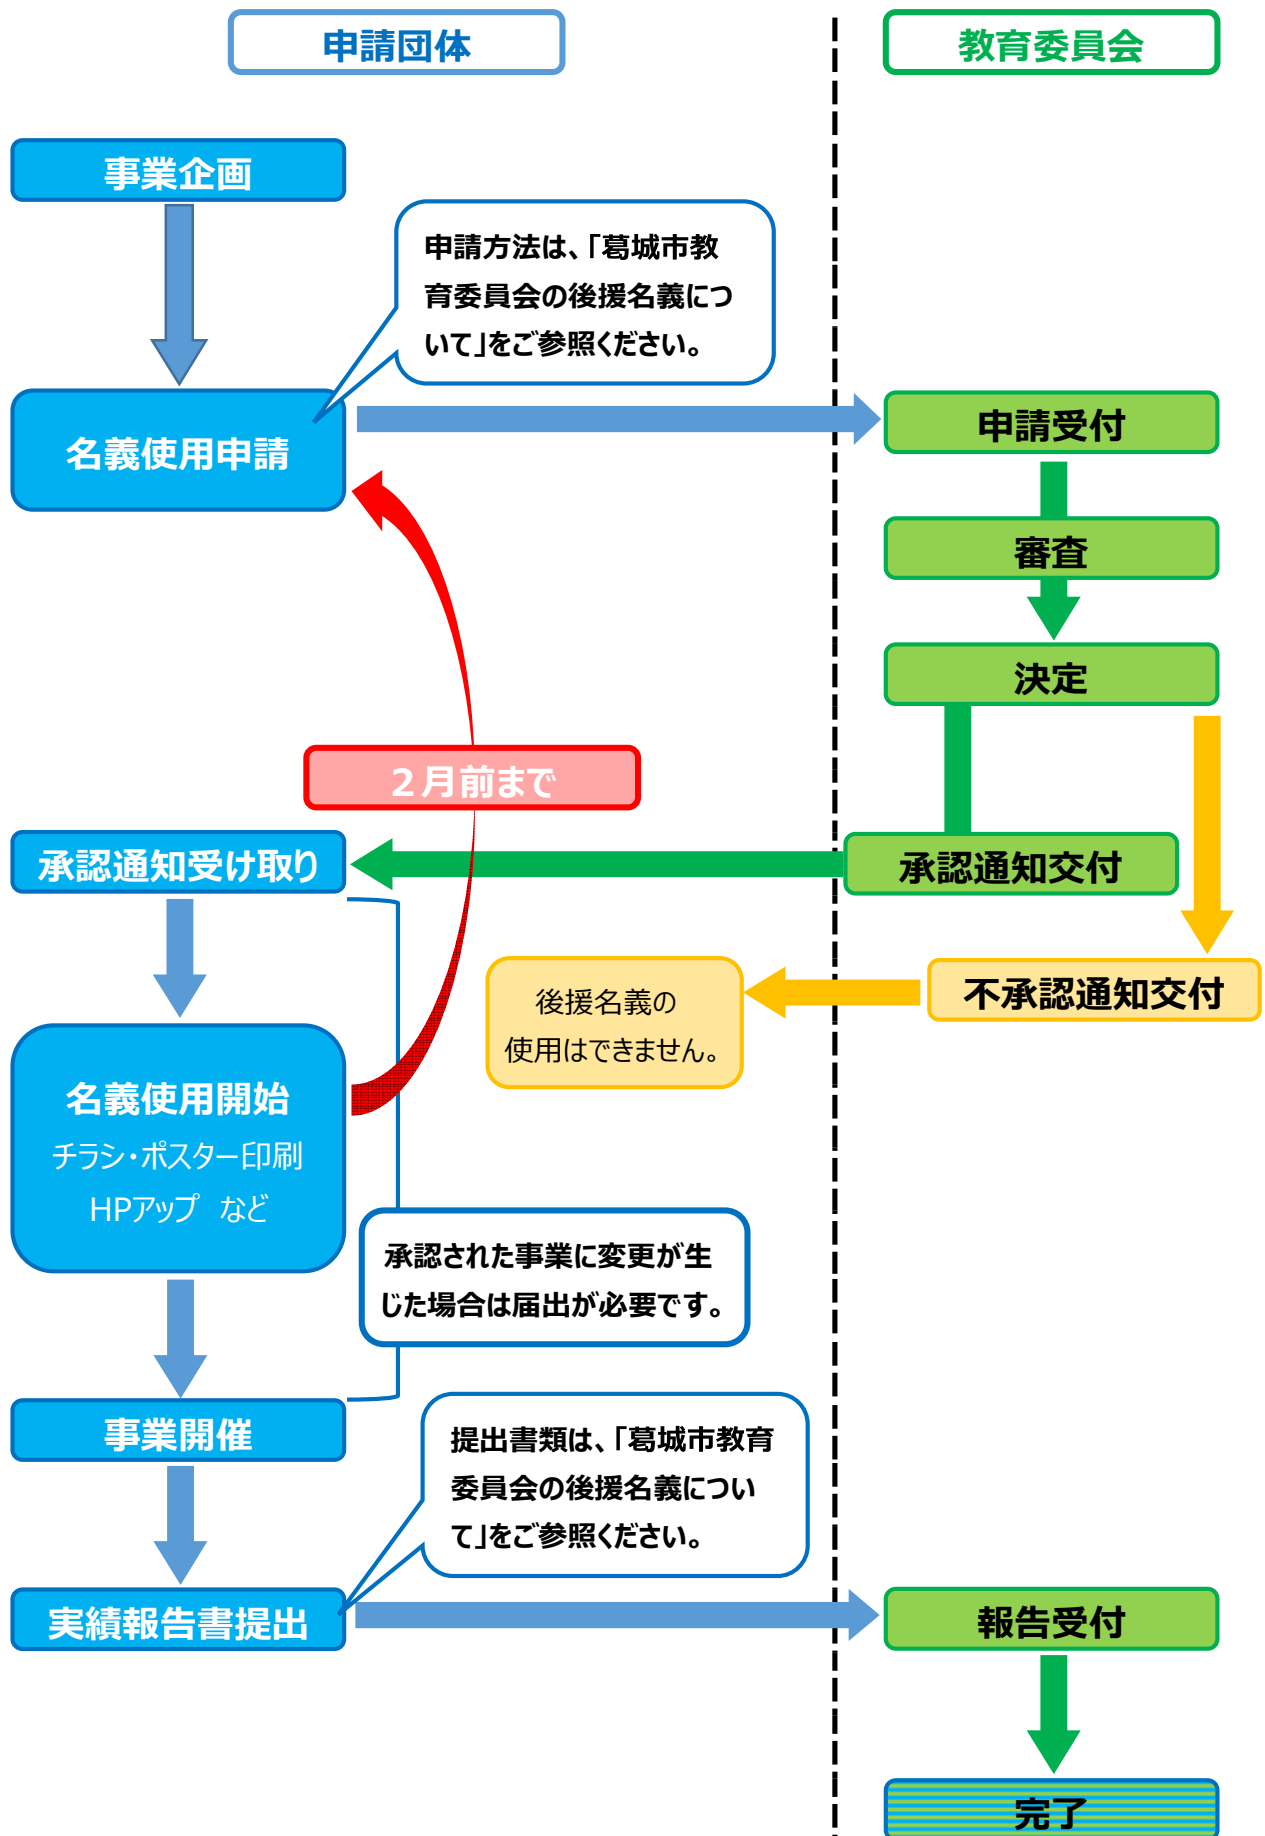 申請団体
教育委員会
事業企画
申請方法は、「葛城市教
育委員会の後援名義につ
いて」をご参照ください。
名義使用申請
申請受付
審査
決定
２月前まで
承認通知受け取り
承認通知交付
不承認通知交付
後援名義の
使用はできません。
名義使用開始
チラシ・ポスター印刷
HPアップ　など
承認された事業に変更が生
じた場合は届出が必要です。
事業開催
提出書類は、「葛城市教育
委員会の後援名義につい
て」をご参照ください。
実績報告書提出
報告受付
完了